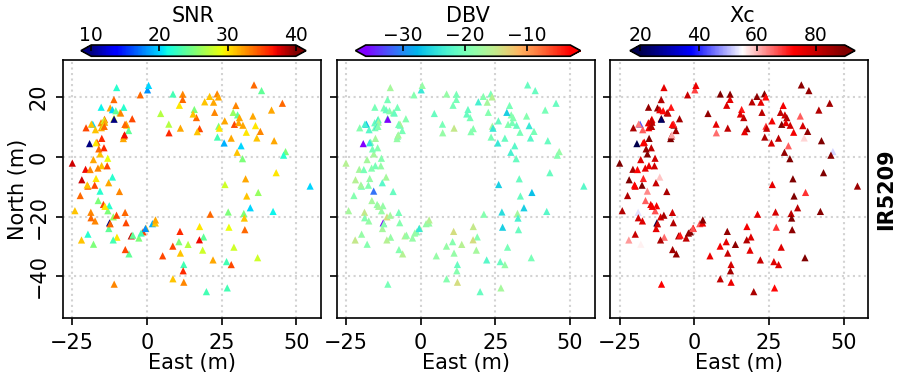 SNR DBV Xc
10 20 30 40 −30 −20 −10 20 40 60 80
20
0
−20
−40
North (m)
IR5209
−25 0 25 50 −25 0 25 50 −25 0 25 50
East (m) East (m) East (m)